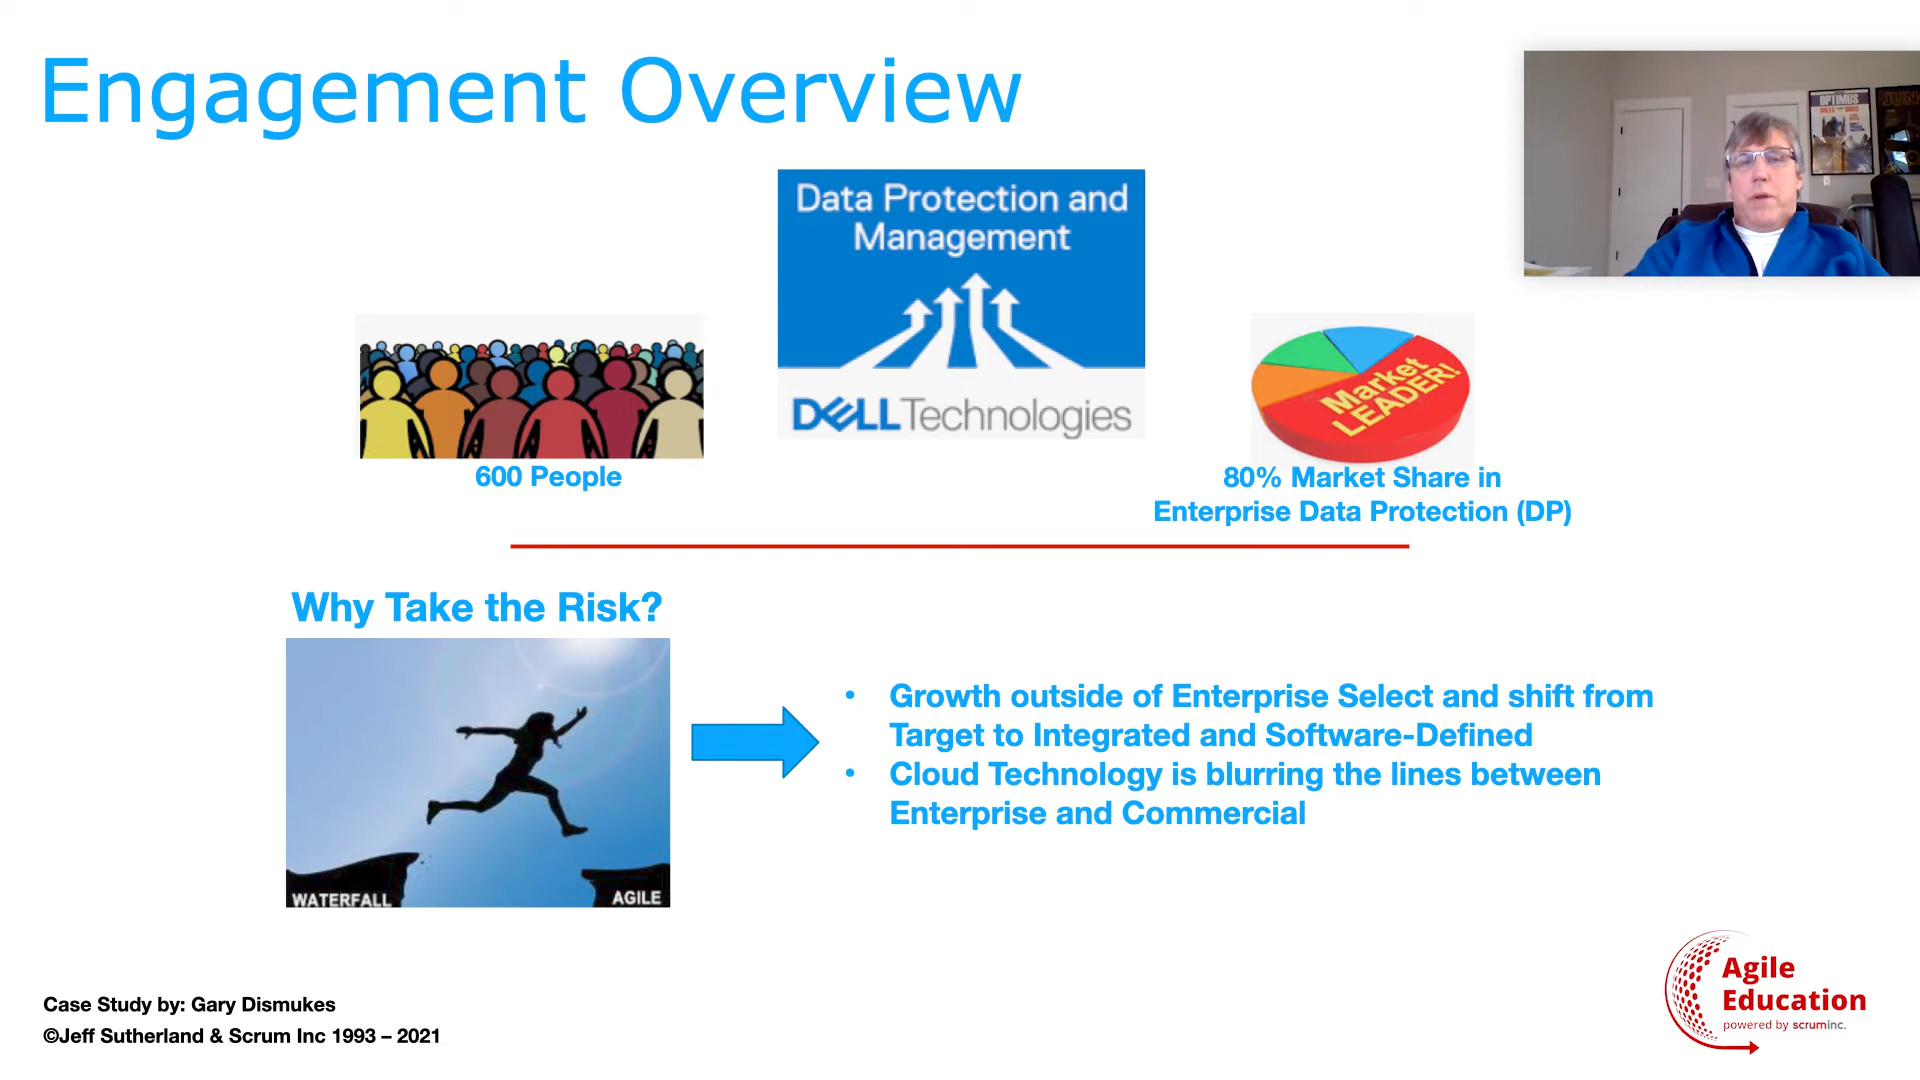 Engagement Overview
OPTIMUS
Data Protection and
Management
DELL Technologies
Market
LEADER!
600 People
80% Market Share in
Enterprise Data Protection (DP)
Why Take the Risk?
WATERFALL
AGILE
• Growth outside of Enterprise Select and shift from
Target to Integrated and Software-Defined
• Cloud Technology is blurring the lines between
Enterprise and Commercial
Case Study by: Gary Dismukes
©Jeff Sutherland & Scrum Inc 1993 – 2021
Agile
Education
powered by scruminc.